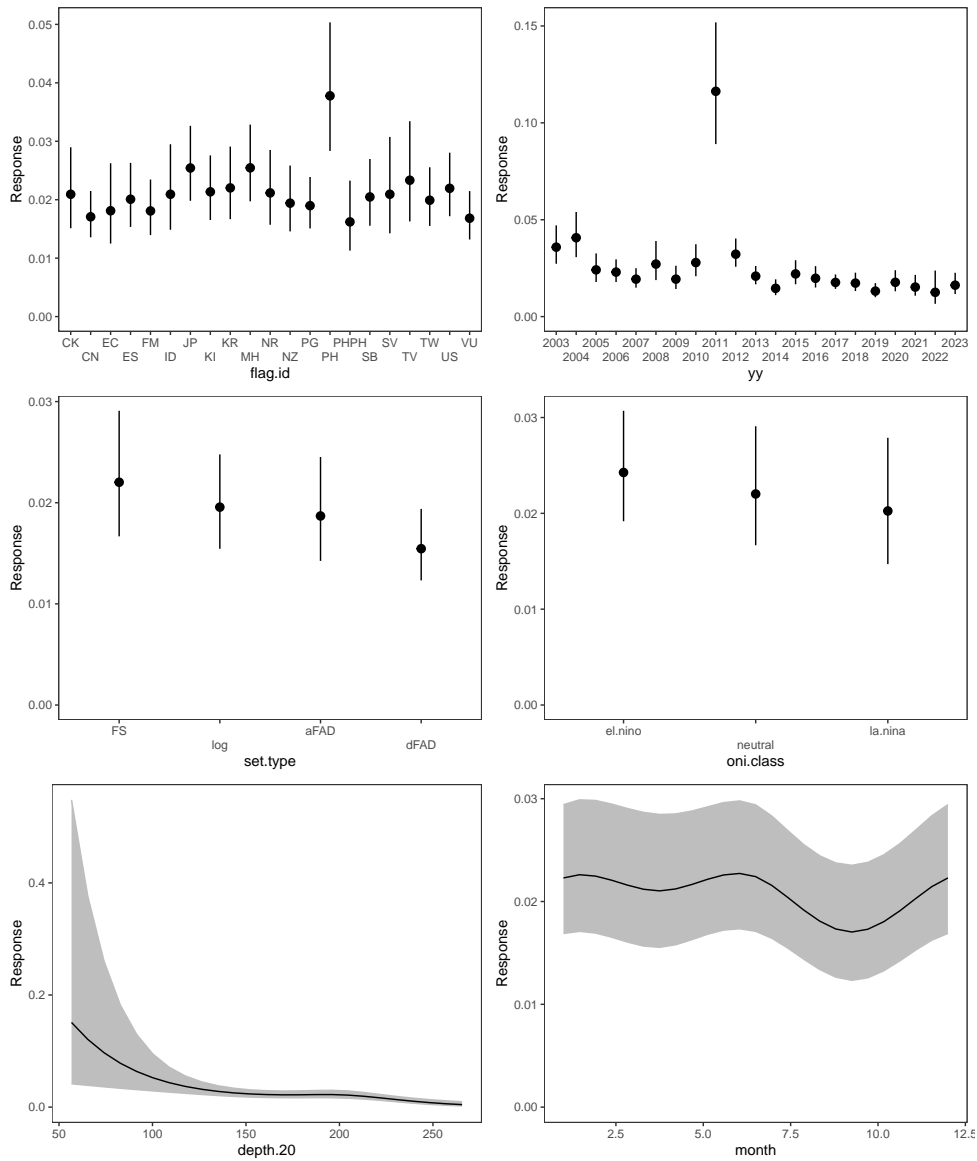 0.05
0.04
0.03
0.02
0.01
0.00
Response
CK EC FM JP KR NR PG PHPH SV TW VU
CN ES ID KI MH NZ PH SB TV US
flag.id
0.15
0.10
0.05
0.00
Response
2003 2005 2007 2009 2011 2013 2015 2017 2019 2021 2023
2004 2006 2008 2010 2012 2014 2016 2018 2020 2022
yy
0.03
0.02
0.01
0.00
Response
FS aFAD
log dFAD
set.type
0.03
0.02
0.01
0.00
Response
el.nino la.nina
neutral
oni.class
0.4
0.2
0.0
Response
50 100 150 200 250
depth.20
0.03
0.02
0.01
0.00
Response
2.5 5.0 7.5 10.0 12.5
month